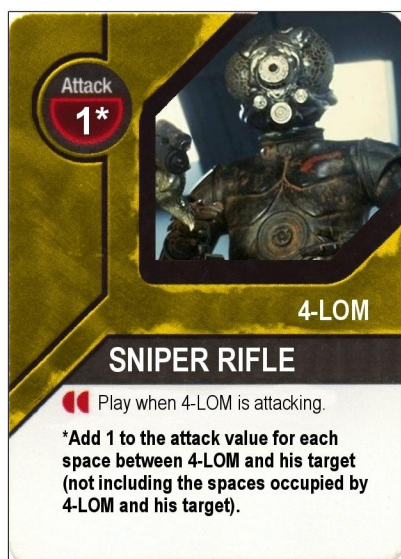 Attack
1*
4-LOM
SNIPER RIFLE
Play when 4-LOM is attacking.
*Add 1 to the attack value for each
space between 4-LOM and his target
(not including the spaces occupied by
4-LOM and his target).